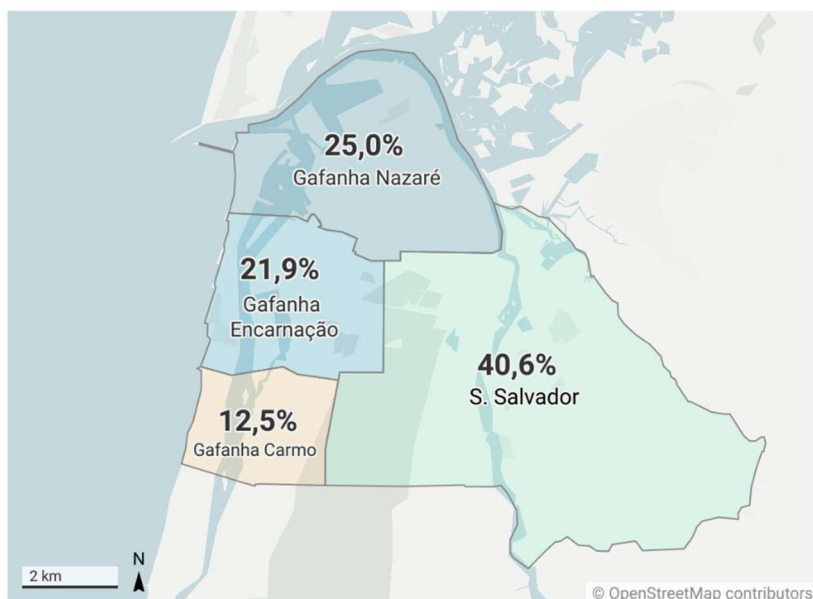 25,0%
Gafanha Nazaré
21,9%
Gafanha
Encarnação
40,6%
S. Salvador
12,5%
Gafanha Carmo
N
2 km
© OpenStreetMap contributors